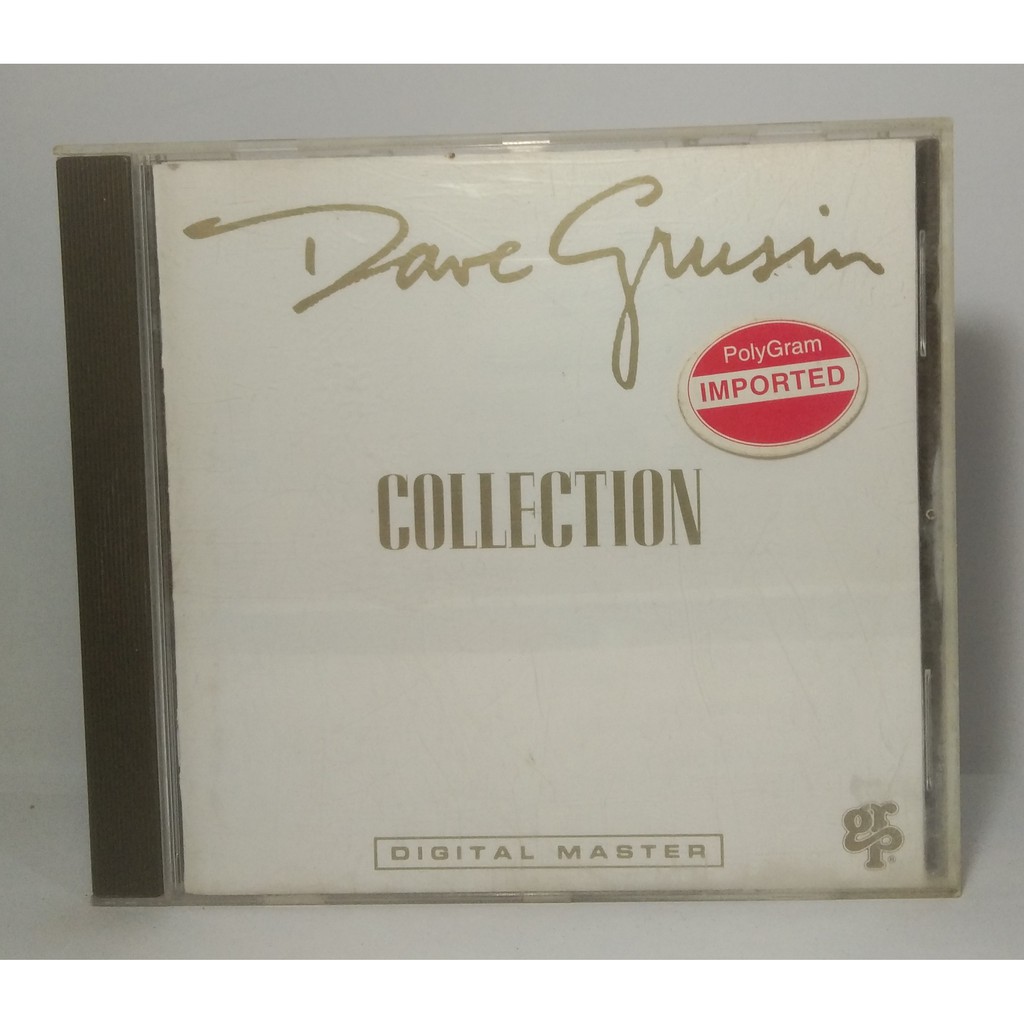 Dave Grusin
PolyGram
IMPORTED
COLLECTION
DIGITAL MASTER
grp®